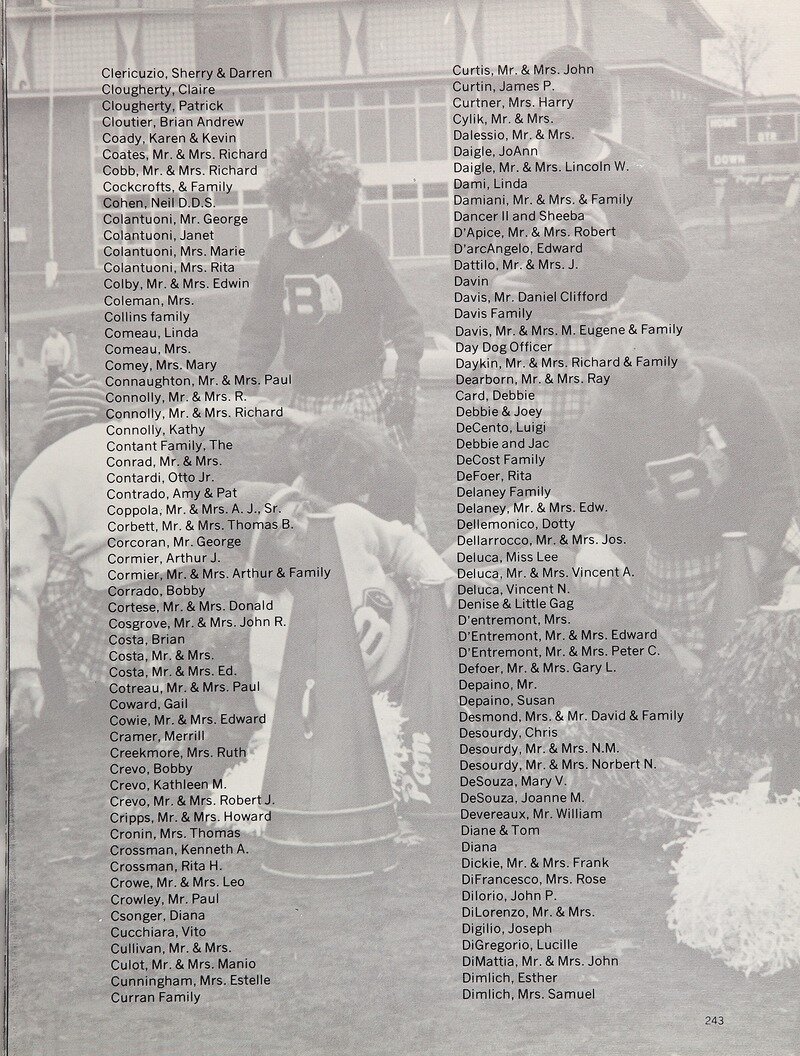 Clericuzio, Sherry & Darren
Clougherty, Claire
Clougherty, Patrick
Cloutier, Brian Andrew
Coady, Karen & Kevin
Coates, Mr. & Mrs. Richard
Cobb, Mr. & Mrs. Richard
Cockcrofts, & Family
Cohen, Neil D.D.S.
Colantuoni, Mr. George
Colantuoni, Janet
Colantuoni, Mrs. Marie
Colantuoni, Mrs. Rita
Colby, Mr. & Mrs. Edwin
Coleman, Mrs.
Collins family
Comeau, Linda
Comeau, Mrs.
Comey, Mrs. Mary
Connaughton, Mr. & Mrs. Paul
Connolly, Mr. & Mrs. R.
Connolly, Mr. & Mrs. Richard
Connolly, Kathy
Contant Family, The
Conrad, Mr. & Mrs.
Contardi, Otto Jr.
Contrado, Amy & Pat
Coppola, Mr. & Mrs. A. J., Sr.
Corbett, Mr. & Mrs. Thomas B.
Corcoran, Mr. George
Cormier, Arthur J.
Cormier, Mr. & Mrs. Arthur & Family
Corrado, Bobby
Cortese, Mr. & Mrs. Donald
Cosgrove, Mr. & Mrs. John R.
Costa, Brian
Costa, Mr. & Mrs.
Costa, Mr. & Mrs. Ed.
Cotreau, Mr. & Mrs. Paul
Coward, Gail
Cowie, Mr. & Mrs. Edward
Cramer, Merrill
Creekmore, Mrs. Ruth
Crevo, Bobby
Crevo, Kathleen M.
Crevo, Mr. & Mrs. Robert J.
Cripps, Mr. & Mrs. Howard
Cronin, Mrs. Thomas
Crossman, Kenneth A.
Crossman, Rita H.
Crowe, Mr. & Mrs. Leo
Crowley, Mr. Paul
Csonger, Diana
Cucchiara, Vito
Cullivan, Mr. & Mrs.
Culot, Mr. & Mrs. Manio
Cunningham, Mrs. Estelle
Curran Family
Curtis, Mr. & Mrs. John
Curtin, James P.
Curtner, Mrs. Harry
Cylik, Mr. & Mrs.
Dalessio, Mr. & Mrs.
Daigle, JoAnn
Daigle, Mr. & Mrs. Lincoln W.
Dami, Linda
Damiani, Mr. & Mrs. & Family
Dancer II and Sheeba
D'Apice, Mr. & Mrs. Robert
D'arcAngelo, Edward
Dattilo, Mr. & Mrs. J.
Davin
Davis, Mr. Daniel Clifford
Davis Family
Davis, Mr. & Mrs. M. Eugene & Family
Day Dog Officer
Daykin, Mr. & Mrs. Richard & Family
Dearborn, Mr. & Mrs. Ray
Card, Debbie
Debbie & Joey
DeCento, Luigi
Debbie and Jac
DeCost Family
DeFoer, Rita
Delaney Family
Delaney, Mr. & Mrs. Edw.
Dellemonico, Dotty
Dellarrocco, Mr. & Mrs. Jos.
Deluca, Miss Lee
Deluca, Mr. & Mrs. Vincent A.
Deluca, Vincent N.
Denise & Little Gag
D'entremont, Mrs.
D'Entremont, Mr. & Mrs. Edward
D'Entremont, Mr. & Mrs. Peter C.
Defoer, Mr. & Mrs. Gary L.
Depaino, Mr.
Depaino, Susan
Desmond, Mrs. & Mr. David & Family
Desourdy, Chris
Desourdy, Mr. & Mrs. N.M.
Desourdy, Mr. & Mrs. Norbert N.
DeSouza, Mary V.
DeSouza, Joanne M.
Devereaux, Mr. William
Diane & Tom
Diana
Dickie, Mr. & Mrs. Frank
DiFrancesco, Mrs. Rose
DiIorio, John P.
DiLorenzo, Mr. & Mrs.
Digilio, Joseph
DiGregorio, Lucille
DiMattia, Mr. & Mrs. John
Dimlich, Esther
Dimlich, Mrs. Samuel
243
HOME
QTR
DOWN
B
B
B